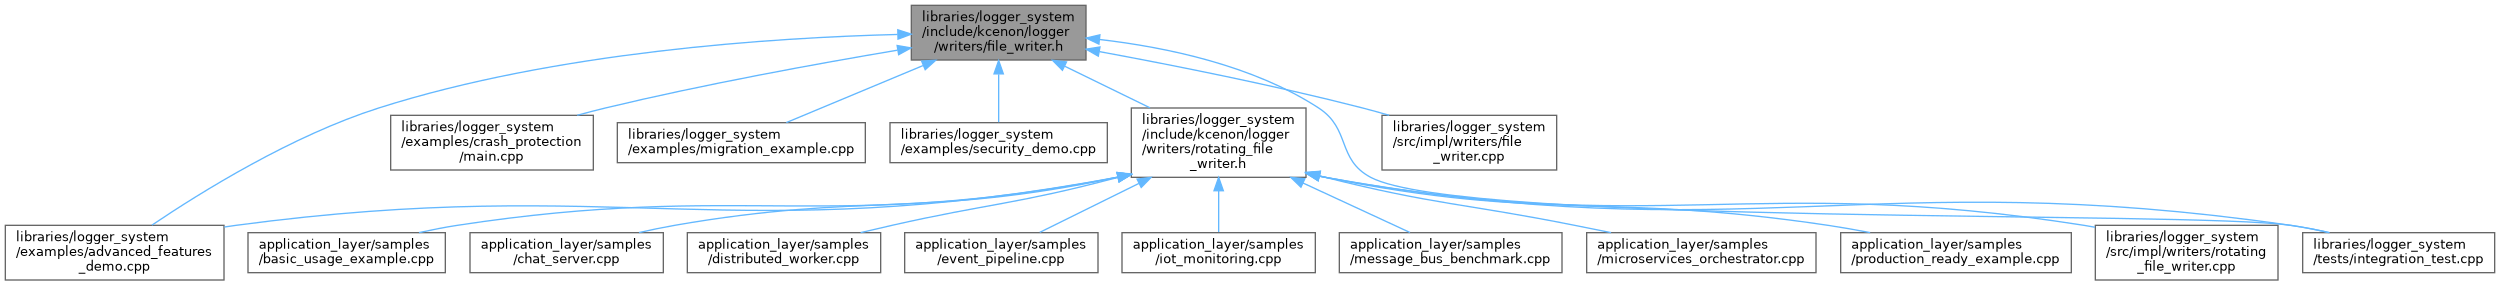 libraries/logger_system
/include/kcenon/logger
/writers/file_writer.h
libraries/logger_system
/examples/crash_protection
/main.cpp
libraries/logger_system
/examples/migration_example.cpp
libraries/logger_system
/examples/security_demo.cpp
libraries/logger_system
/include/kcenon/logger
/writers/rotating_file
_writer.h
libraries/logger_system
/src/impl/writers/file
_writer.cpp
libraries/logger_system
/examples/advanced_features
_demo.cpp
application_layer/samples
/basic_usage_example.cpp
application_layer/samples
/chat_server.cpp
application_layer/samples
/distributed_worker.cpp
application_layer/samples
/event_pipeline.cpp
application_layer/samples
/iot_monitoring.cpp
application_layer/samples
/message_bus_benchmark.cpp
application_layer/samples
/microservices_orchestrator.cpp
application_layer/samples
/production_ready_example.cpp
libraries/logger_system
/src/impl/writers/rotating
_file_writer.cpp
libraries/logger_system
/tests/integration_test.cpp